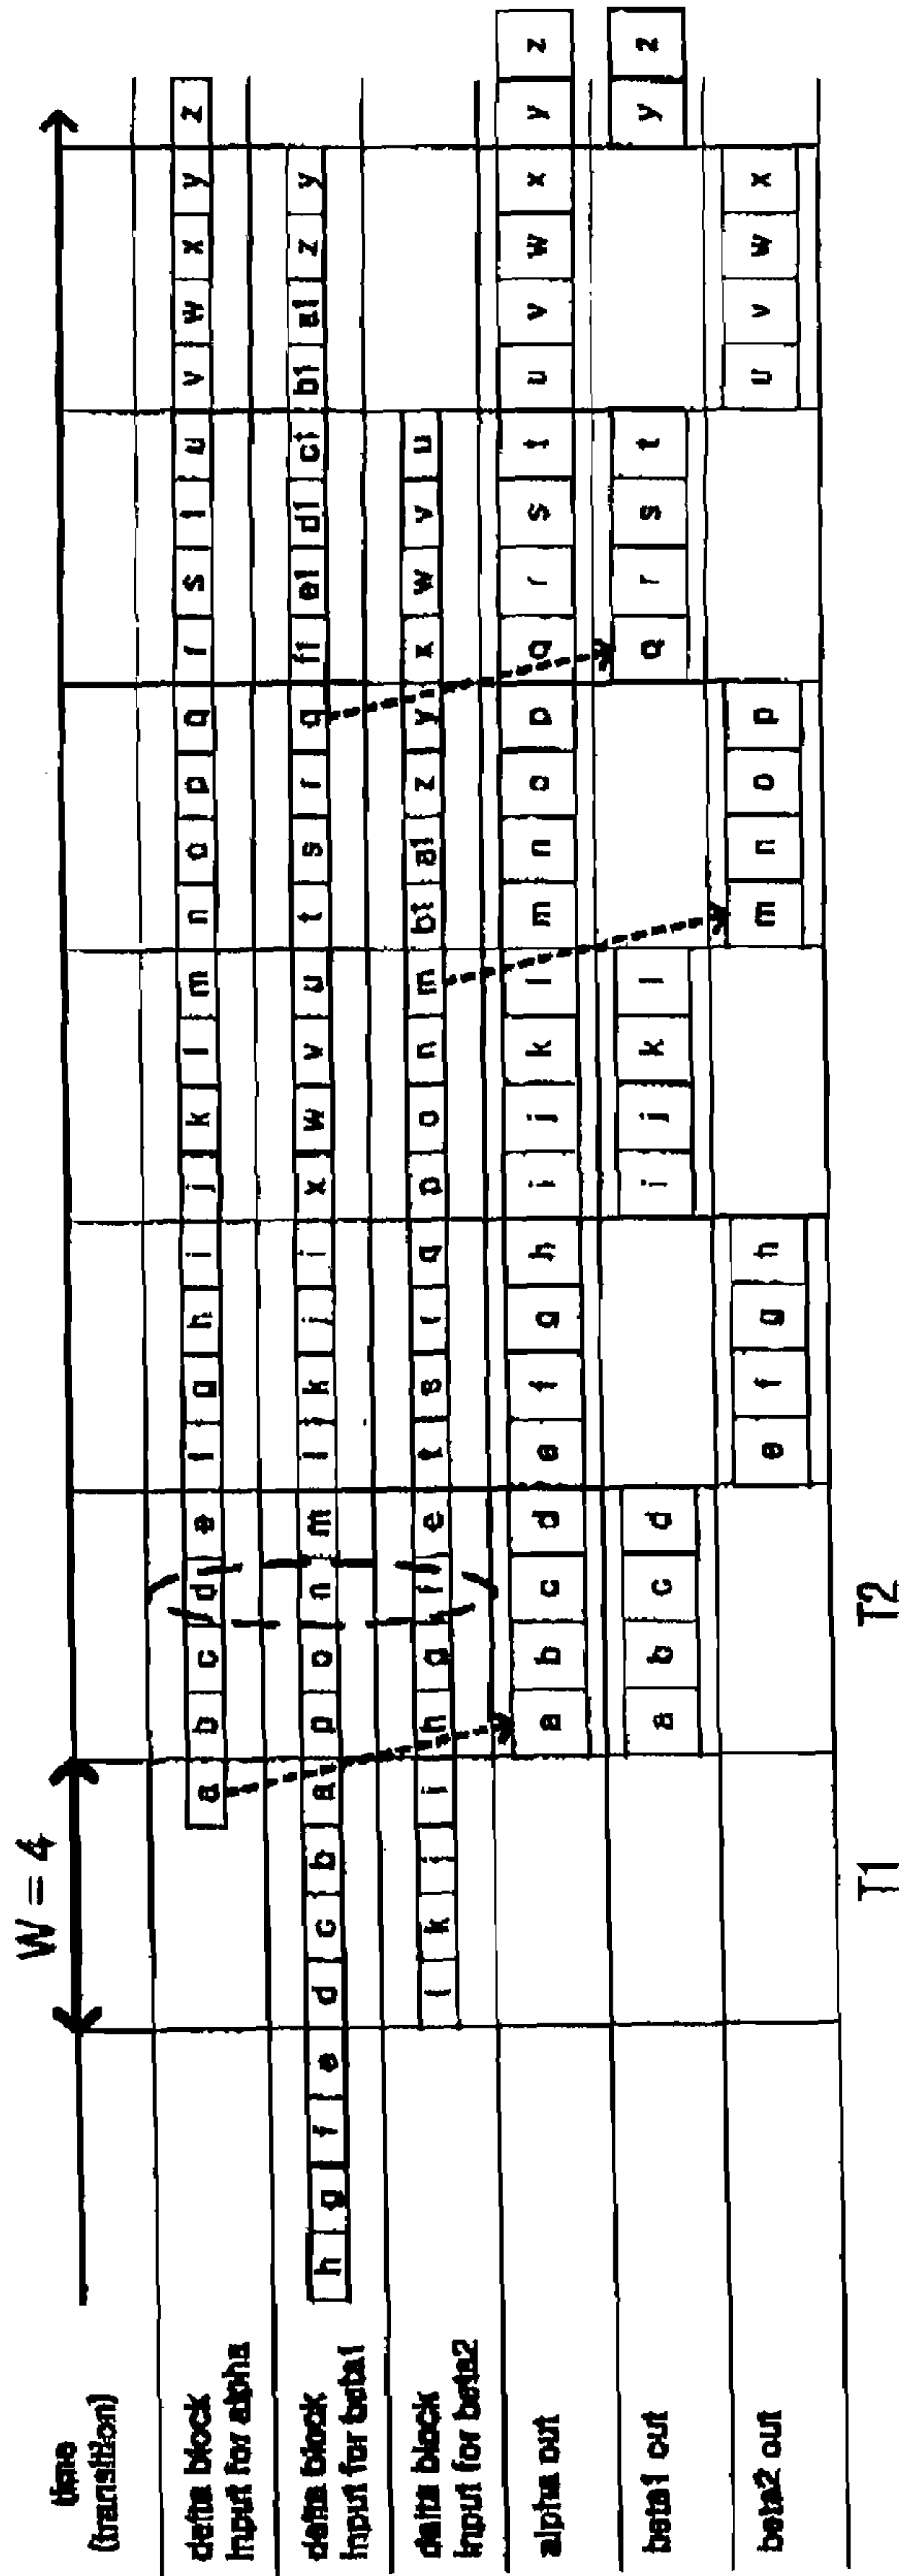 W = 4
time
(transition)
delta block
input for alpha
a b c d e f g h i j k l m n o p q r s t u v w x y z
delta block
input for beta1
h g f e d c b a p o n m l k j i x w v u t s r q f1 e1 d1 c1 b1 a1 z y
delta block
input for beta2
l k j i h g f e t s r q p o n m b1 a1 z y x w v u
alpha out
a b c d e f g h i j k l m n o p q r s t u v w x y z
beta1 out
a b c d i j k l q r s t y z
beta2 out
e f g h m n o p u v w x
T1 T2